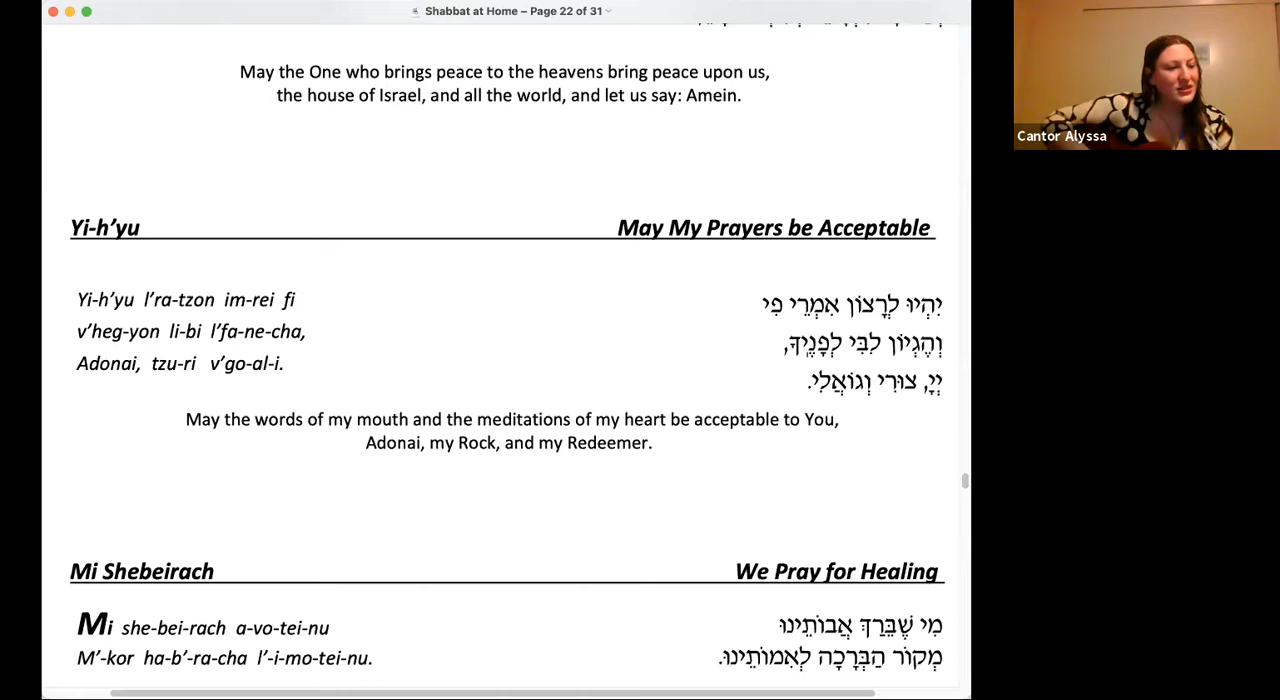 Shabbat at Home – Page 22 of 31
May the One who brings peace to the heavens bring peace upon us,
the house of Israel, and all the world, and let us say: Amein.
Cantor Alyssa
Yi-h’yu May My Prayers be Acceptable
Yi-h’yu l’ra-tzon im-rei fi
v’heg-yon li-bi l’fa-ne-cha,
Adonai, tzu-ri v’go-al-i.
יִהְיוּ לְרָצוֹן אִמְרֵי פִי
וְהֶגְיוֹן לִבִּי לְפָנֶיךָ,
יְיָ, צוּרִי וְגוֹאֲלִי.
May the words of my mouth and the meditations of my heart be acceptable to You,
Adonai, my Rock, and my Redeemer.
Mi Shebeirach We Pray for Healing
Mi she-bei-rach a-vo-tei-nu
M’-kor ha-b’-ra-cha l’-i-mo-tei-nu.
מִי שֶׁבֵּרַךְ אֲבוֹתֵינוּ
מְקוֹר הַבְּרָכָה לְאִמוֹתֵינוּ.